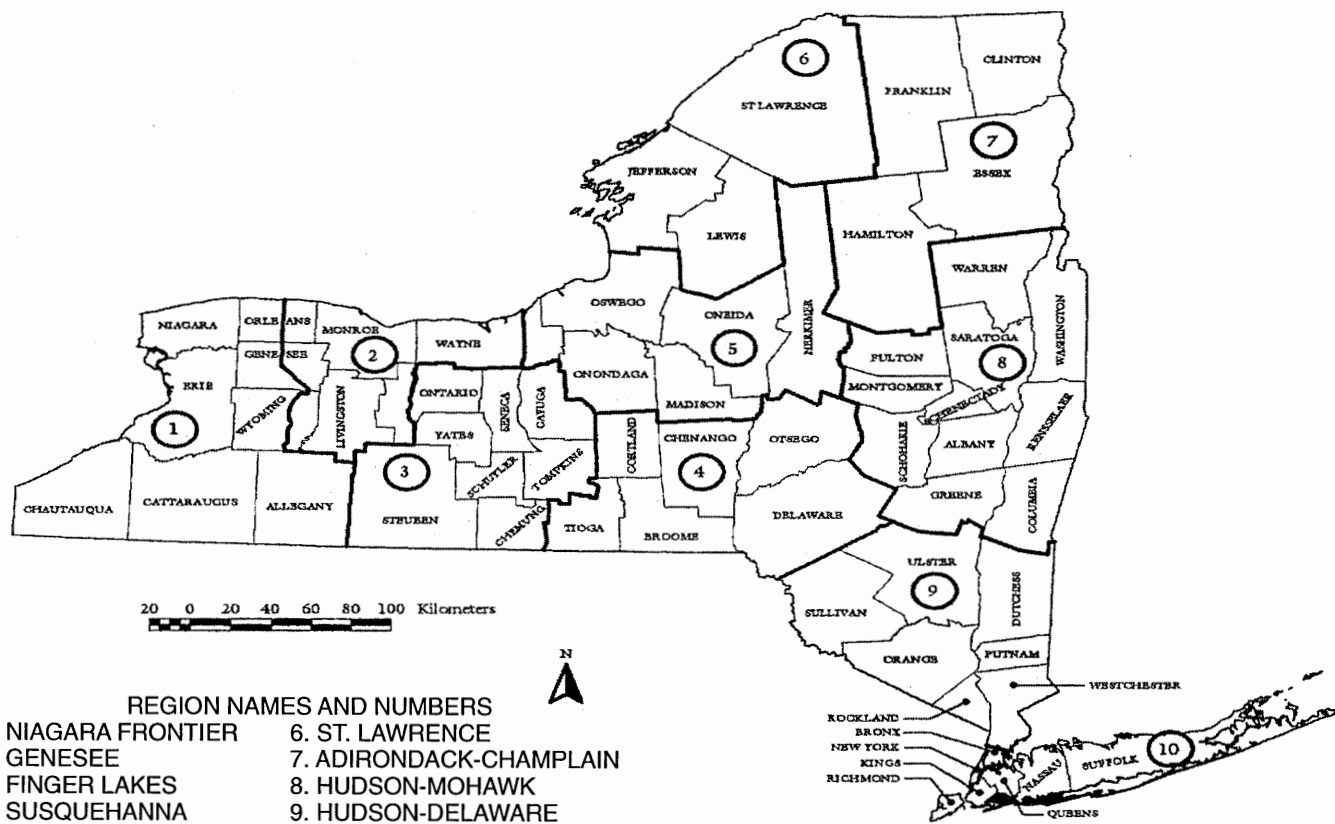 6
CLINTON
FRANKLIN
ST LAWRENCE
7
ESSEX
JEFFERSON
LEWIS
HAMILTON
WARREN
OSWEGO
ONEIDA
HERKIMER
WASHINGTON
NIAGARA
ORLEANS
MONROE
2
WAYNE
5
SARATOGA
8
FULTON
GENESEE
ERIE
ONONDAGA
MONTGOMERY
ONTARIO
SENECA
CAYUGA
MADISON
SCHENECTADY
RENSSELAER
1
WYOMING
LIVINGSTON
YATES
CORTLAND
CHENANGO
OTSEGO
SCHOHARIE
ALBANY
3
SCHUYLER
TOMPKINS
4
GREENE
COLUMBIA
CHAUTAUQUA
CATTARAUGUS
ALLEGANY
STEUBEN
CHEMUNG
TIOGA
BROOME
DELAWARE
ULSTER
9
DUTCHESS
SULLIVAN
20 0 20 40 60 80 100 Kilometers
ORANGE
PUTNAM
N
WESTCHESTER
ROCKLAND
BRONX
NEW YORK
KINGS
RICHMOND
NASSAU
SUFFOLK
10
QUEENS
REGION NAMES AND NUMBERS
NIAGARA FRONTIER 6. ST. LAWRENCE
GENESEE 7. ADIRONDACK-CHAMPLAIN
FINGER LAKES 8. HUDSON-MOHAWK
SUSQUEHANNA 9. HUDSON-DELAWARE